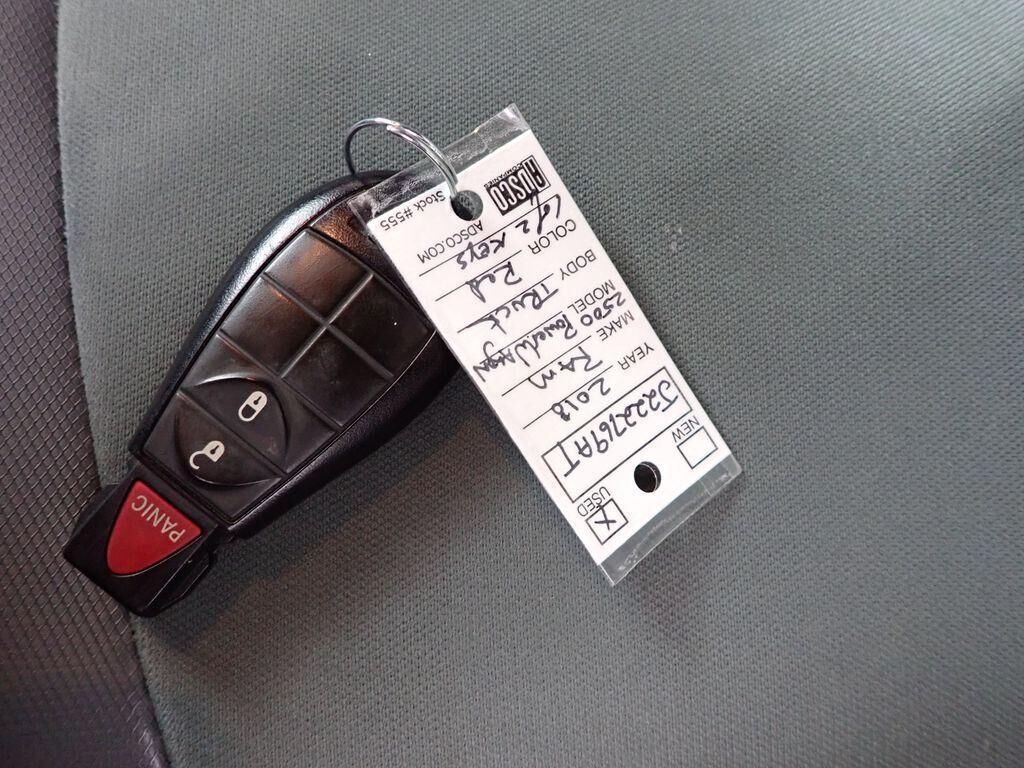 NEW
USED X
J222769AT
YEAR 2018
MAKE RAM
MODEL 2500 PowerWagon
BODY TRUCK
COLOR Red
1 of 2 Keys
ADSCO
COMPANIES
ADSCO.COM
Stock #555
PANIC